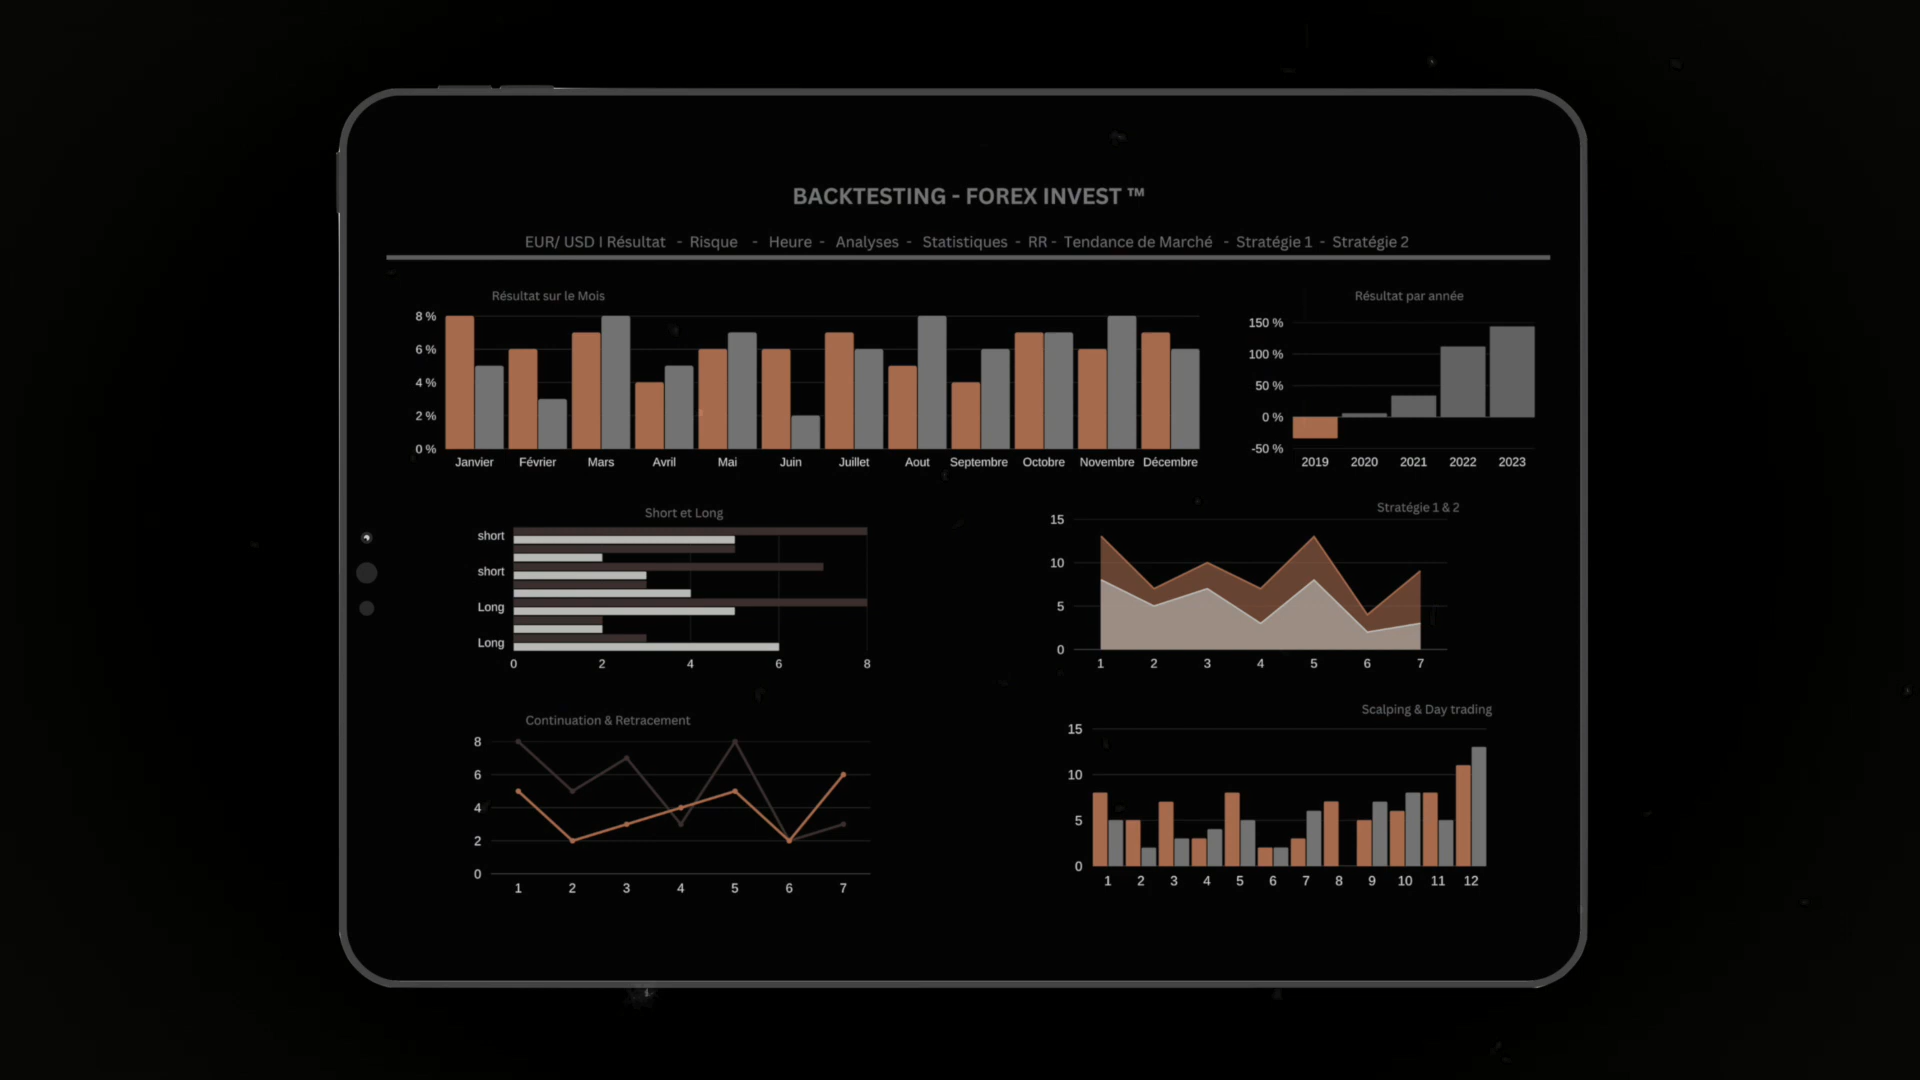 BACKTESTING - FOREX INVEST ™
EUR/ USD I Résultat - Risque - Heure - Analyses - Statistiques - RR - Tendance de Marché - Stratégie 1 - Stratégie 2
Résultat sur le Mois
8 %
6 %
4 %
2 %
0 %
Janvier Février Mars Avril Mai Juin Juillet Aout Septembre Octobre Novembre Décembre
Résultat par année
150 %
100 %
50 %
0 %
-50 %
2019 2020 2021 2022 2023
Short et Long
short
short
Long
Long
0 2 4 6 8
Stratégie 1 & 2
15
10
5
0
1 2 3 4 5 6 7
Continuation & Retracement
8
6
4
2
0
1 2 3 4 5 6 7
Scalping & Day trading
15
10
5
0
1 2 3 4 5 6 7 8 9 10 11 12